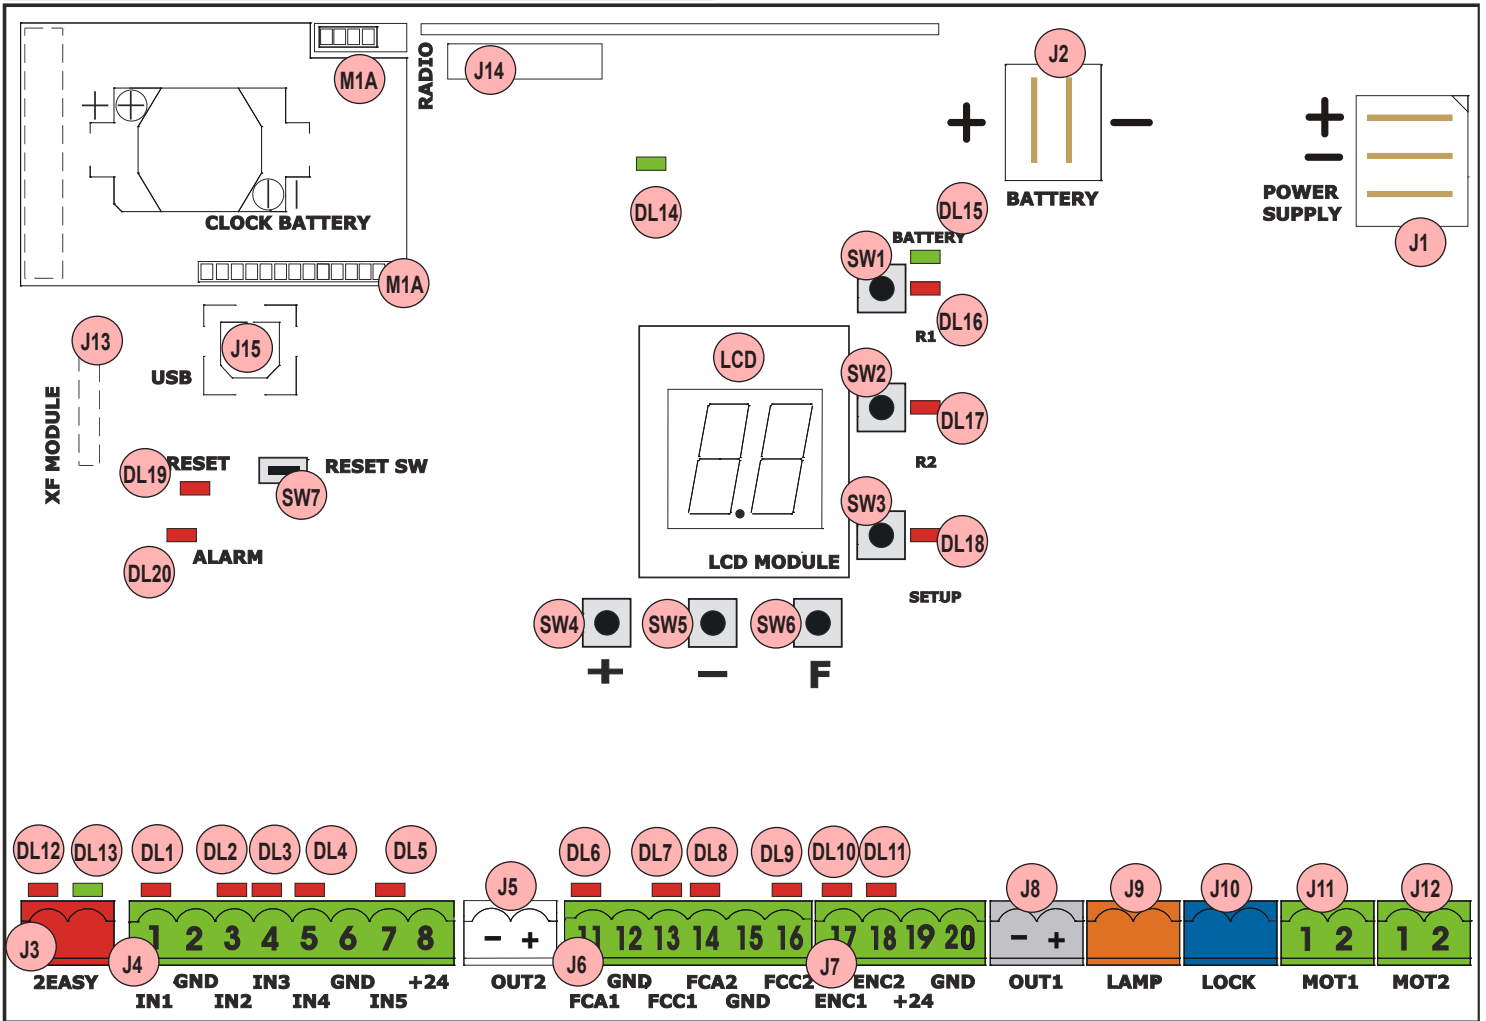 M1A
RADIO
J14
J2
+
-
+
-
CLOCK BATTERY
DL14
DL15
BATTERY
+
-
POWER
SUPPLY
J1
BATTERY
SW1
M1A
DL16
R1
J13
J15
USB
LCD
SW2
DL17
R2
XF MODULE
DL19
RESET
RESET SW
SW7
SW3
DL18
ALARM
DL20
LCD MODULE
SETUP
SW4
SW5
SW6
+
-
F
DL12
DL13
DL1
DL2
DL3
DL4
DL5
DL6
DL7
DL8
DL9
DL10
DL11
J5
J8
J9
J10
J11
J12
J3
J4
1 2 3 4 5 6 7 8
- +
J6
11 12 13 14 15 16
J7
17 18 19 20
- +
1 2
1 2
2EASY
GND
IN3
GND
+24
OUT2
GND
FCA2
FCC2
ENC2
GND
OUT1
LAMP
LOCK
MOT1
MOT2
IN1
IN2
IN4
IN5
FCA1
FCC1
GND
ENC1
+24